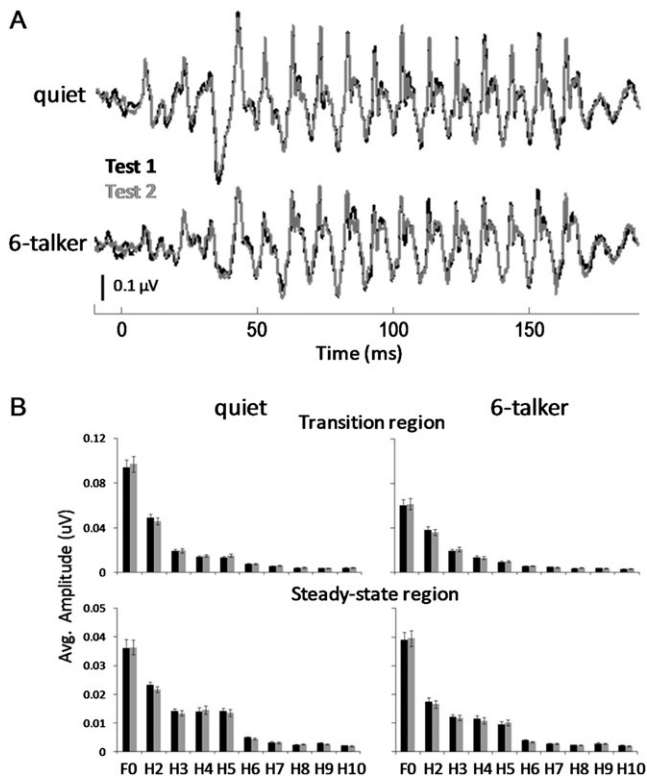 A
quiet
Test 1
Test 2
6-talker
0.1 µV
0 50 100 150
Time (ms)
B
quiet 6-talker
Transition region
0.12
0.08
0.04
0
Avg. Amplitude (uV)
Steady-state region
0.05
0.04
0.03
0.02
0.01
0
F0 H2 H3 H4 H5 H6 H7 H8 H9 H10 F0 H2 H3 H4 H5 H6 H7 H8 H9 H10